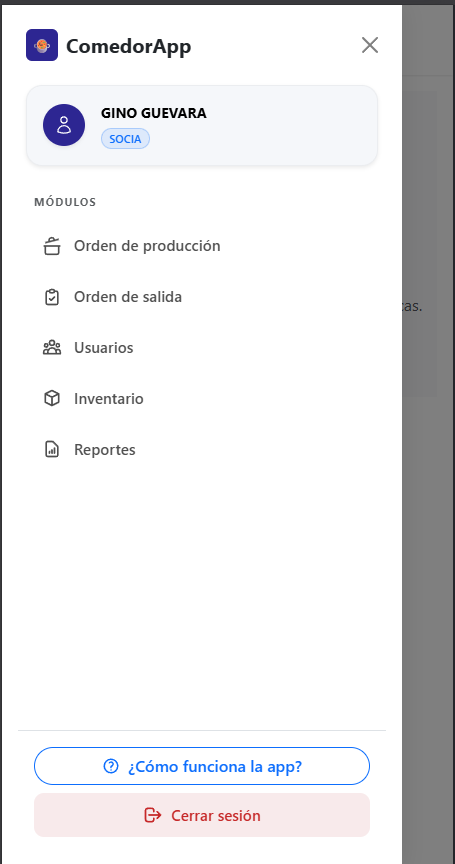 ComedorApp
GINO GUEVARA
SOCIA
MÓDULOS
Orden de producción
Orden de salida
cas.
Usuarios
Inventario
Reportes
¿Cómo funciona la app?
Cerrar sesión